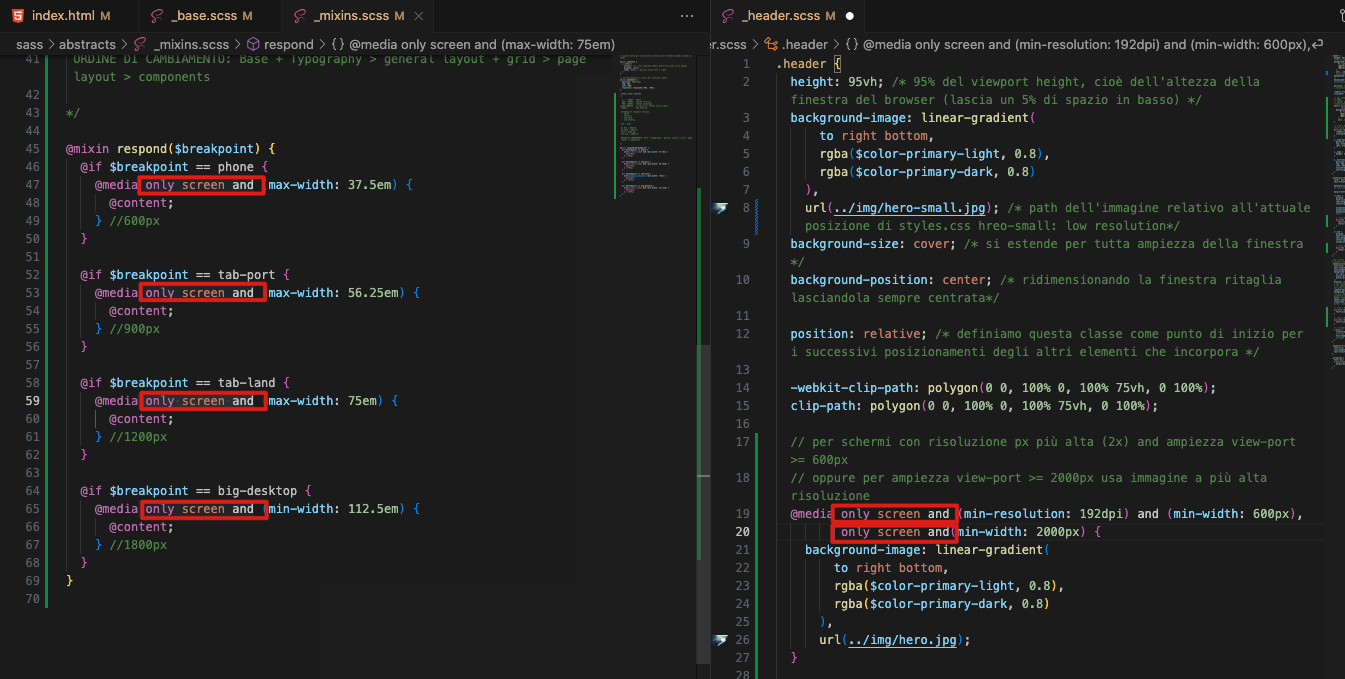 index.html M
_base.scss M
_mixins.scss M
_header.scss M
sass > abstracts > _mixins.scss > respond > {} @media only screen and (max-width: 75em)
er.scss > .header > {} @media only screen and (min-resolution: 192dpi) and (min-width: 600px),
41 ORDINE DI CAMBIAMENTO: Base + Typography > general layout + grid > page
layout > components
42
43 */
44
45 @mixin respond($breakpoint) {
46 @if $breakpoint == phone {
47 @media only screen and max-width: 37.5em) {
48 @content;
49 } //600px
50 }
51
52 @if $breakpoint == tab-port {
53 @media only screen and max-width: 56.25em) {
54 @content;
55 } //900px
56 }
57
58 @if $breakpoint == tab-land {
59 @media only screen and max-width: 75em) {
60 @content;
61 } //1200px
62 }
63
64 @if $breakpoint == big-desktop {
65 @media only screen and (min-width: 112.5em) {
66 @content;
67 } //1800px
68 }
69 }
70
1 .header {
2 height: 95vh; /* 95% del viewport height, cioè dell'altezza della
finestra del browser (lascia un 5% di spazio in basso) */
3 background-image: linear-gradient(
4 to right bottom,
5 rgba($color-primary-light, 0.8),
6 rgba($color-primary-dark, 0.8)
7 ),
8 url(../img/hero-small.jpg); /* path dell'immagine relativo all'attuale
posizione di styles.css hreo-small: low resolution*/
9 background-size: cover; /* si estende per tutta ampiezza della finestra
*/
10 background-position: center; /* ridimensionando la finestra ritaglia
lasciandola sempre centrata*/
11
12 position: relative; /* definiamo questa classe come punto di inizio per
i successivi posizionamenti degli altri elementi che incorpora */
13
14 -webkit-clip-path: polygon(0 0, 100% 0, 100% 75vh, 0 100%);
15 clip-path: polygon(0 0, 100% 0, 100% 75vh, 0 100%);
16
17 // per schermi con risoluzione px più alta (2x) and ampiezza view-port
>= 600px
18 // oppure per ampiezza view-port >= 2000px usa immagine a più alta
risoluzione
19 @media only screen and (min-resolution: 192dpi) and (min-width: 600px),
20 only screen and(min-width: 2000px) {
21 background-image: linear-gradient(
22 to right bottom,
23 rgba($color-primary-light, 0.8),
24 rgba($color-primary-dark, 0.8)
25 ),
26 url(../img/hero.jpg);
27 }
28